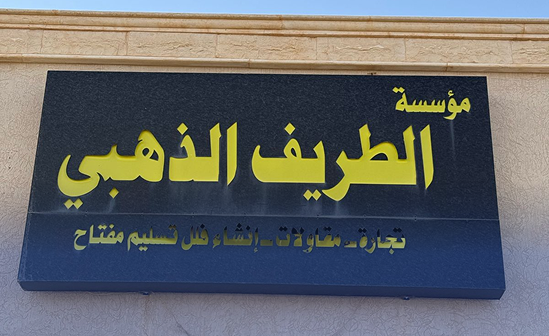 مؤسسة
الطريف الذهبي
تجارة - مقاولات - إنشاء فلل تسليم مفتاح